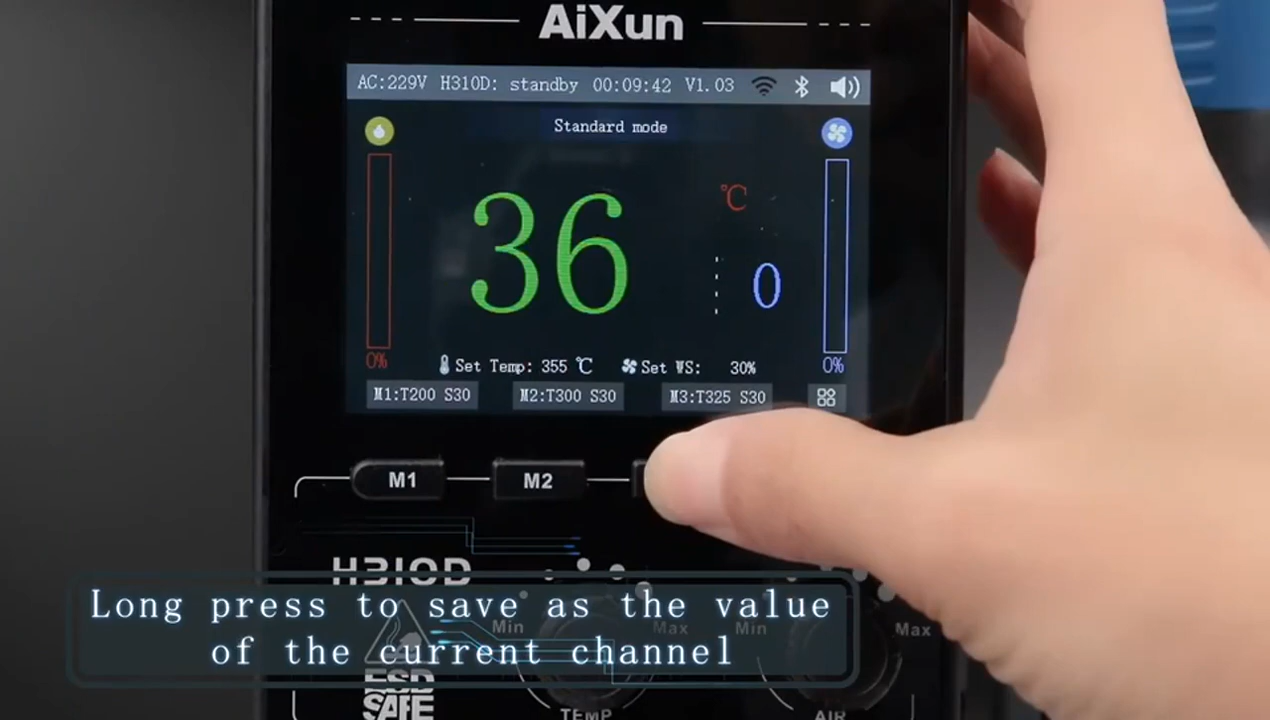 AiXun
AC:229V H310D: standby 00:09:42 V1.03
Standard mode
36
℃
0
0%
0%
Set Temp: 355 ℃
Set WS: 30%
M1:T200 S30
M2:T300 S30
M3:T325 S30
M1
M2
H310D
Long press to save as the value
of the current channel
Min
Max
Min
Max
ESD
SAFE
TEMP
AIR